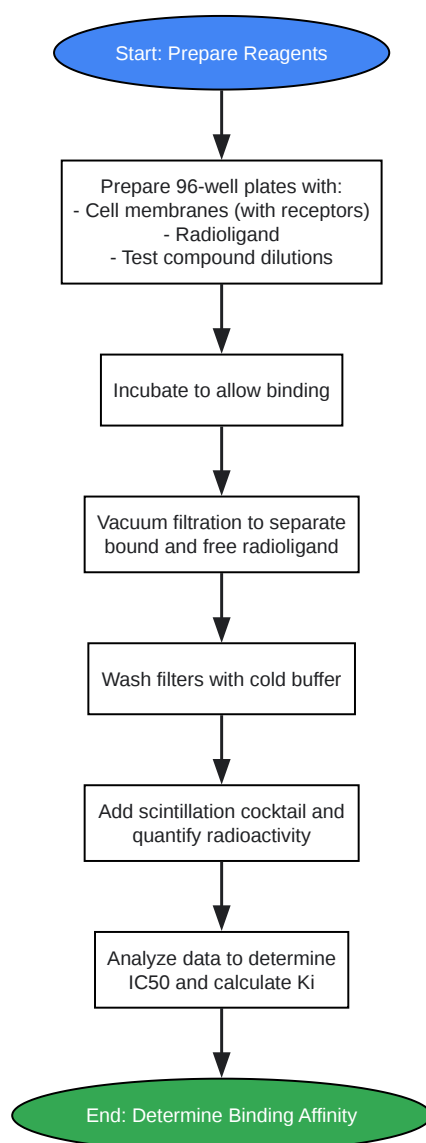 Start: Prepare Reagents
Prepare 96-well plates with:
- Cell membranes (with receptors)
- Radioligand
- Test compound dilutions
Incubate to allow binding
Vacuum filtration to separate
bound and free radioligand
Wash filters with cold buffer
Add scintillation cocktail and
quantify radioactivity
Analyze data to determine
IC50 and calculate Ki
End: Determine Binding Affinity